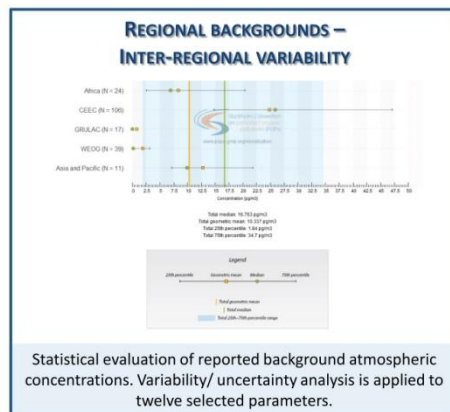 REGIONAL BACKGROUNDS –
INTER-REGIONAL VARIABILITY
Africa (N = 24)
CEEC (N = 106)
GRULAC (N = 17)
WEOG (N = 39)
Asia and Pacific (N = 11)
0 2.5 5 7.5 10 12.5 15 17.5 20 22.5 25 27.5 30 32.5 35 37.5 40 42.5 45 47.5 50
Concentration [pg/m3]
Total median: 16.763 pg/m3
Total geometric mean: 10.337 pg/m3
Total 25th percentile: 1.84 pg/m3
Total 75th percentile: 34.7 pg/m3
Legend
25th percentile Geometric mean Median 75th percentile
Total geometric mean
Total median
Total 25th–75th percentile range
Statistical evaluation of reported background atmospheric
concentrations. Variability/ uncertainty analysis is applied to
twelve selected parameters.